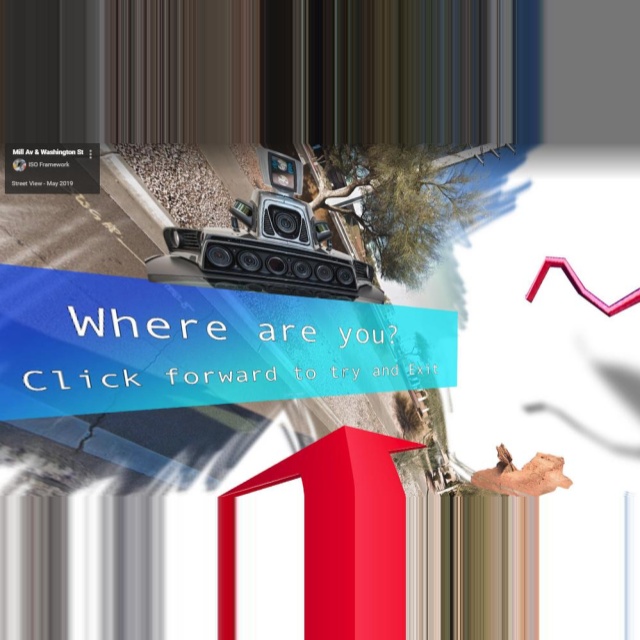 Mill Av & Washington St
ISO Framework
Street View - May 2019
Where are you?
Click forward to try and Exit